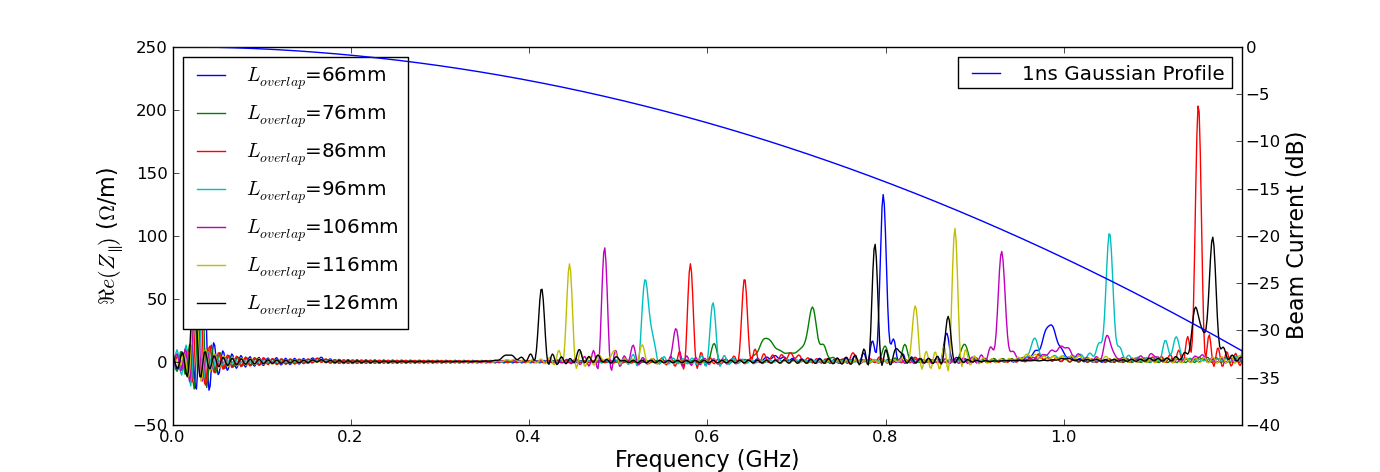 250
200
150
100
50
0
−50
ℜe(Z∥) (Ω/m)
L_overlap=66mm
L_overlap=76mm
L_overlap=86mm
L_overlap=96mm
L_overlap=106mm
L_overlap=116mm
L_overlap=126mm
1ns Gaussian Profile
0
−5
−10
−15
−20
−25
−30
−35
−40
Beam Current (dB)
0.0 0.2 0.4 0.6 0.8 1.0
Frequency (GHz)